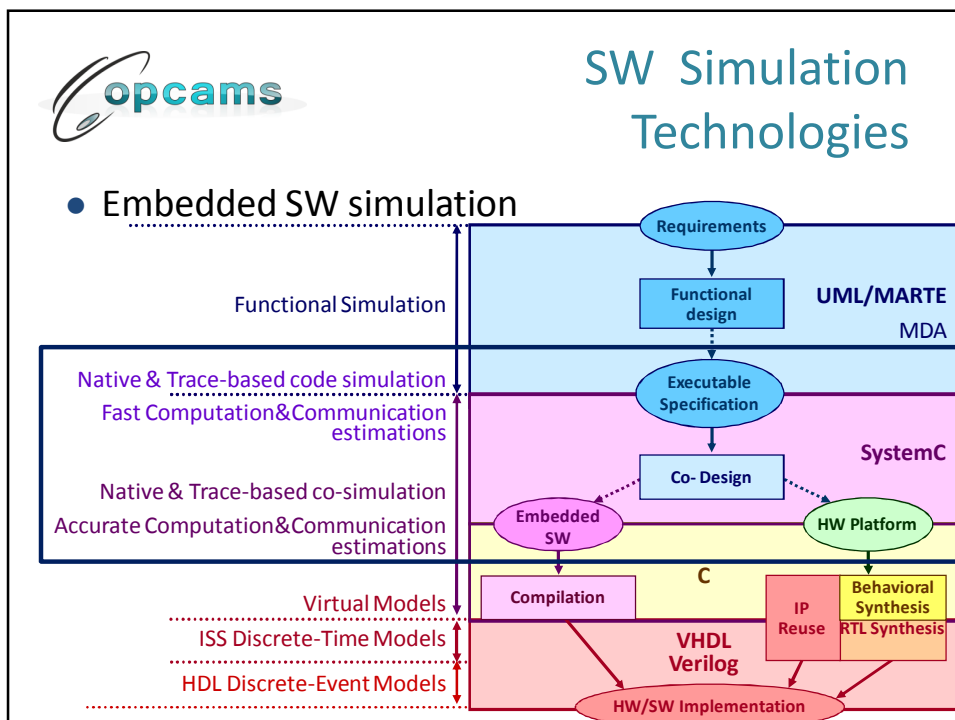 opcams
SW Simulation
Technologies
Embedded SW simulation
Requirements
Functional Simulation
Functional
design
UML/MARTE
MDA
Native & Trace-based code simulation
Fast Computation&Communication
estimations
Executable
Specification
SystemC
Co- Design
Native & Trace-based co-simulation
Accurate Computation&Communication
estimations
Embedded
SW
HW Platform
C
Virtual Models
Compilation
IP
Reuse
Behavioral
Synthesis
RTL Synthesis
ISS Discrete-Time Models
VHDL
Verilog
HDL Discrete-Event Models
HW/SW Implementation